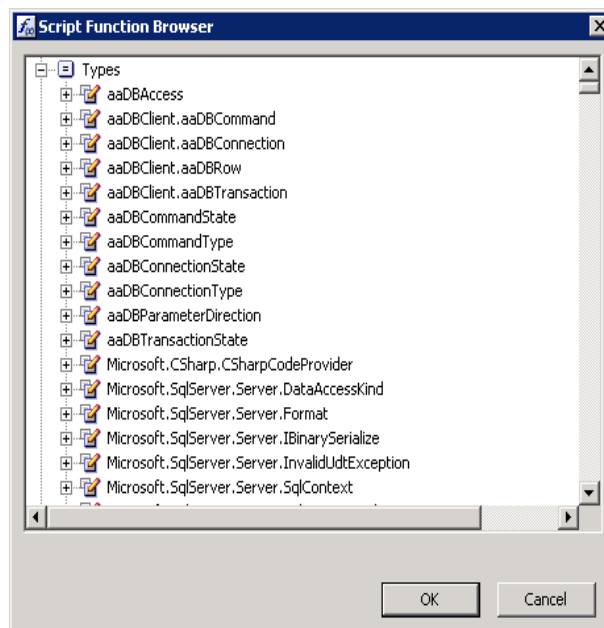 Script Function Browser
Types
aaDBAccess
aaDBClient.aaDBCommand
aaDBClient.aaDBConnection
aaDBClient.aaDBRow
aaDBClient.aaDBTransaction
aaDBCommandState
aaDBCommandType
aaDBConnectionState
aaDBConnectionType
aaDBParameterDirection
aaDBTransactionState
Microsoft.CSharp.CSharpCodeProvider
Microsoft.SqlServer.Server.DataAccessKind
Microsoft.SqlServer.Server.Format
Microsoft.SqlServer.Server.IBinarySerialize
Microsoft.SqlServer.Server.InvalidUdtException
Microsoft.SqlServer.Server.SqlContext
OK Cancel